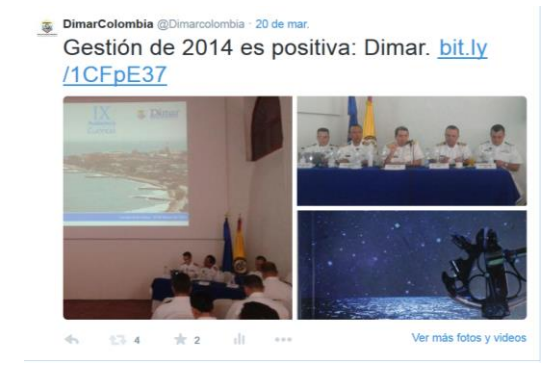 DimarColombia @Dimarcolombia · 20 de mar.
Gestión de 2014 es positiva: Dimar. bit.ly
/1CFpE37
IX
Dimar
4 2 Ver más fotos y videos